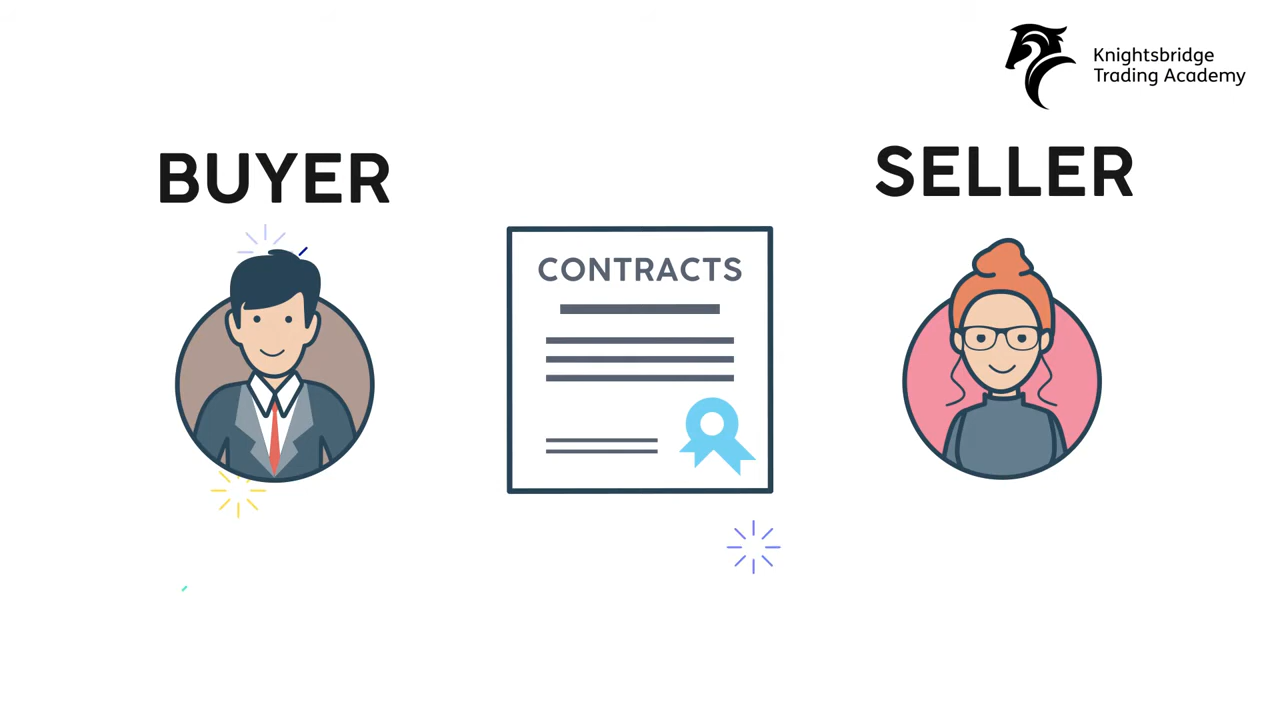 Knightsbridge
Trading Academy
BUYER
SELLER
CONTRACTS